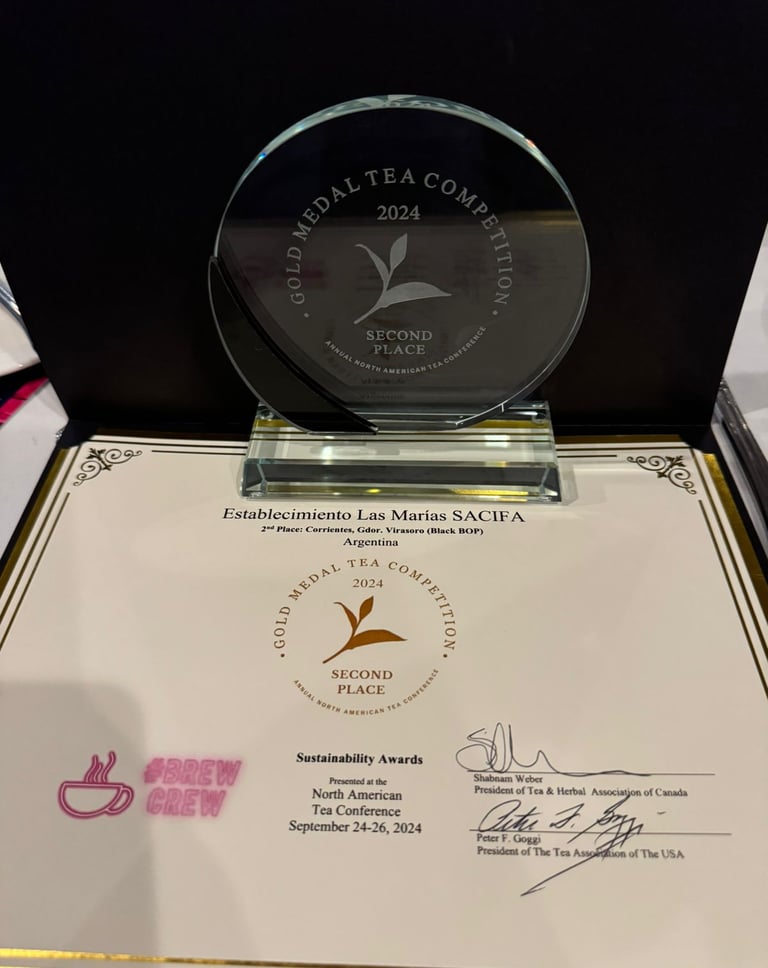 GOLD MEDAL TEA COMPETITION
2024
SECOND
PLACE
ANNUAL NORTH AMERICAN TEA CONFERENCE
Establecimiento Las Marías SACIFA
2nd Place: Corrientes, Gdor. Virasoro (Black BOP)
Argentina
GOLD MEDAL TEA COMPETITION
2024
SECOND
PLACE
ANNUAL NORTH AMERICAN TEA CONFERENCE
#BREW
CREW
Sustainability Awards
Presented at the
North American
Tea Conference
September 24-26, 2024
Shabnam Weber
President of Tea & Herbal Association of Canada
Peter F. Goggi
Peter F. Goggi
President of The Tea Association of The USA